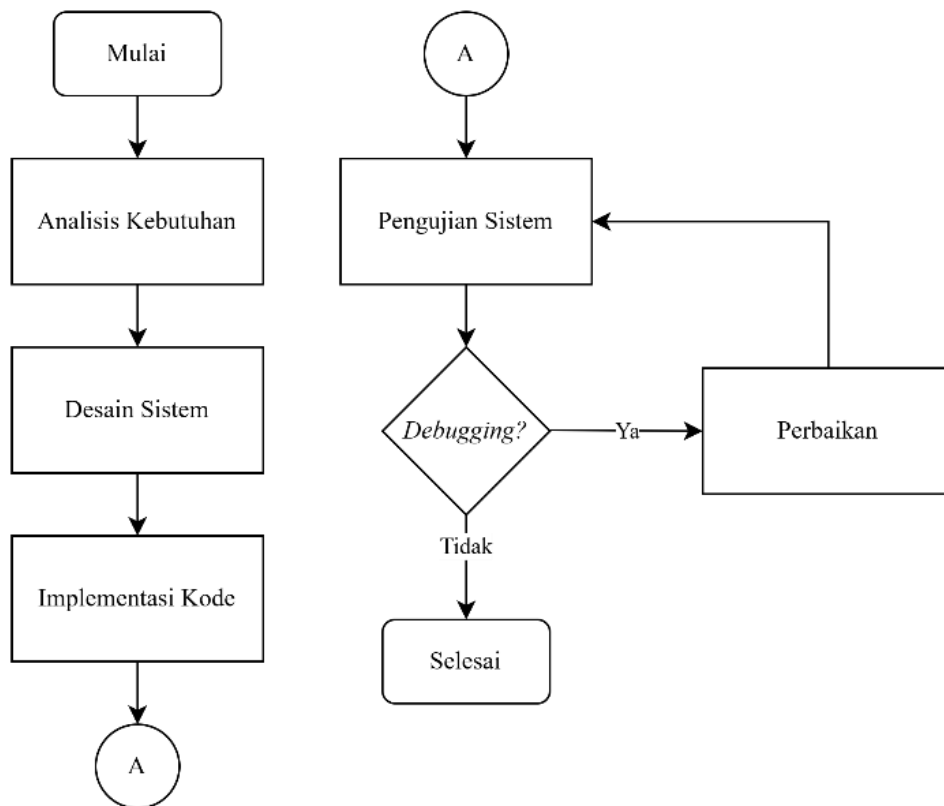 Mulai
Analisis Kebutuhan
Desain Sistem
Implementasi Kode
A
A
Pengujian Sistem
Debugging?
Ya
Perbaikan
Tidak
Selesai